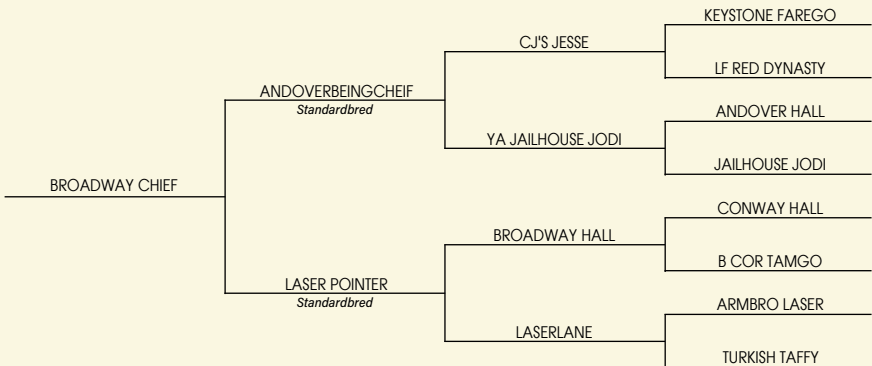 KEYSTONE FAREGO
CJ'S JESSE
LF RED DYNASTY
ANDOVERBEINGCHEIF
Standardbred
ANDOVER HALL
YA JAILHOUSE JODI
JAILHOUSE JODI
BROADWAY CHIEF
CONWAY HALL
BROADWAY HALL
B COR TAMGO
LASER POINTER
Standardbred
ARMBRO LASER
LASERLANE
TURKISH TAFFY